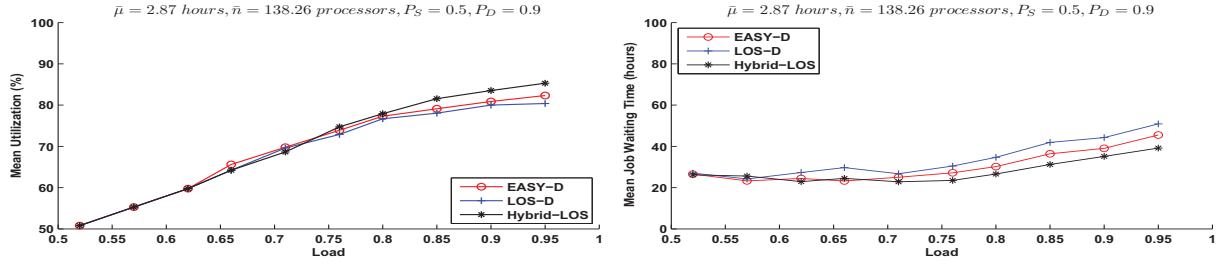 μ̄ = 2.87 hours, n̄ = 138.26 processors, P_S = 0.5, P_D = 0.9
100
90
80
70
60
50
Mean Utilization (%)
EASY−D
LOS−D
Hybrid−LOS
0.5 0.55 0.6 0.65 0.7 0.75 0.8 0.85 0.9 0.95 1
Load
μ̄ = 2.87 hours, n̄ = 138.26 processors, P_S = 0.5, P_D = 0.9
100
80
60
40
20
0
Mean Job Waiting Time (hours)
EASY−D
LOS−D
Hybrid−LOS
0.5 0.55 0.6 0.65 0.7 0.75 0.8 0.85 0.9 0.95 1
Load